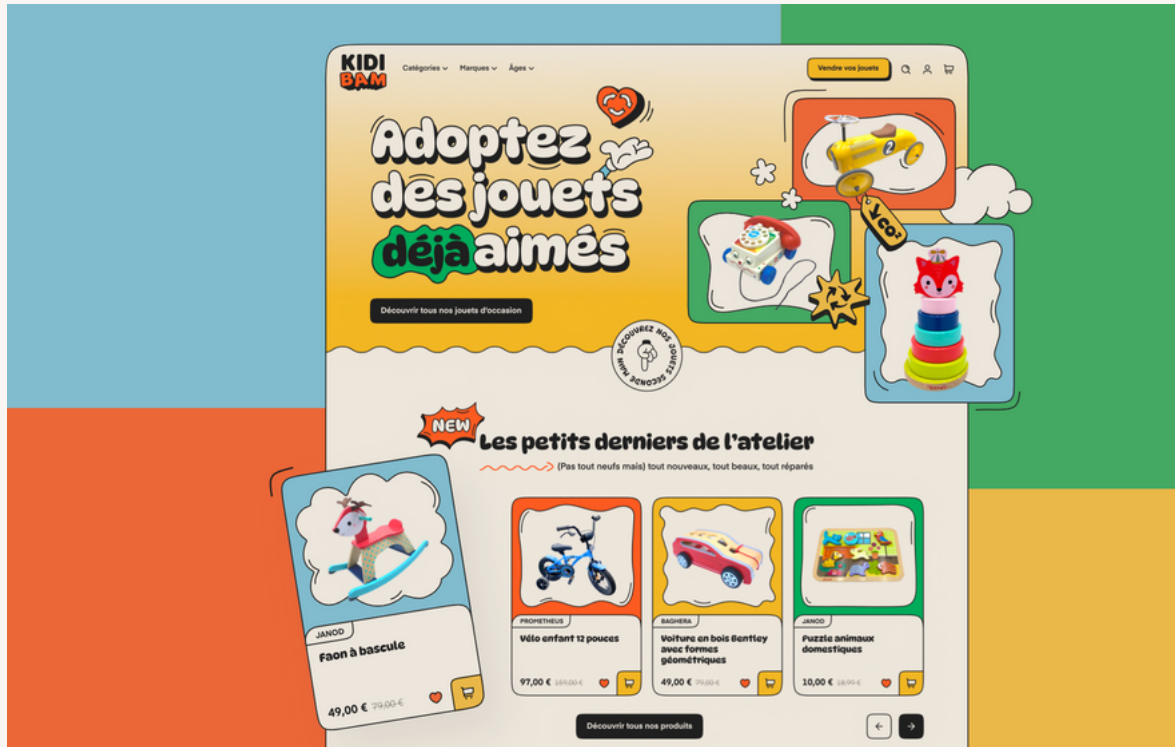 KIDI
BAM
Catégories
Marques
Âges
Vendre vos jouets
Adoptez
des jouets
déjà aimés
2
CO²
Découvrir tous nos jouets d'occasion
DÉCOUVREZ NOS JOUETS SECONDE MAIN
NEW
Les petits derniers de l'atelier
(Pas tout neufs mais) tout nouveaux, tout beaux, tout réparés
JANOD
Faon à bascule
49,00 € 79,00 €
PROMETHEUS
Vélo enfant 12 pouces
97,00 € 159,00 €
BAGHERA
Voiture en bois Bentley
avec formes
géométriques
49,00 € 79,00 €
JANOD
Puzzle animaux
domestiques
10,00 € 18,99 €
Découvrir tous nos produits